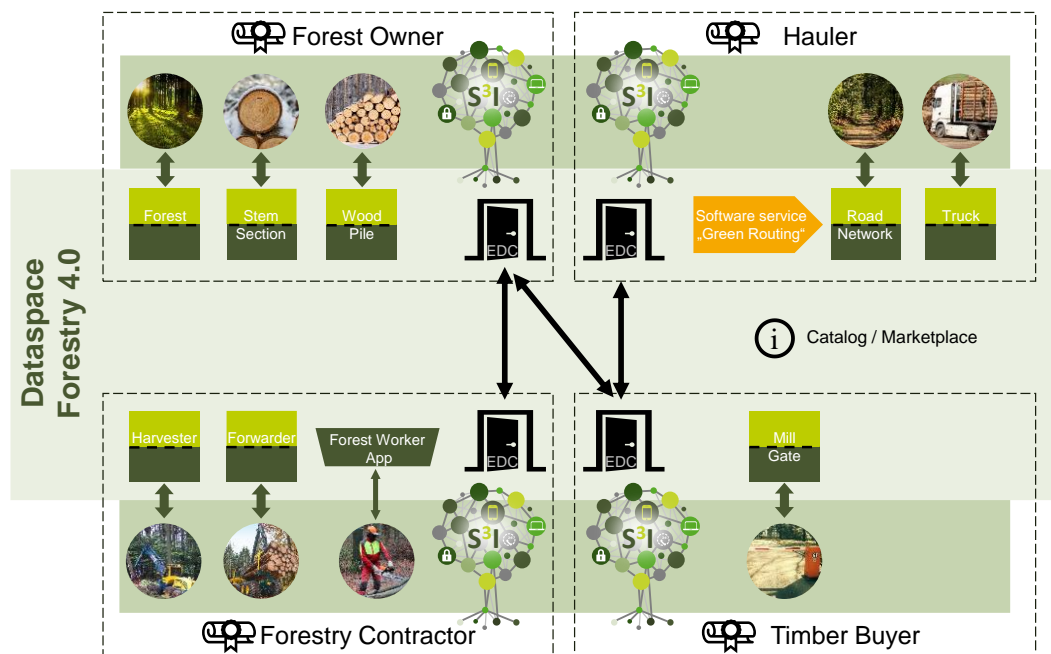 Forest Owner
Hauler
S³I
S³I
Forest
Stem
Section
Wood
Pile
EDC
EDC
Software service
„Green Routing“
Road
Network
Truck
Dataspace
Forestry 4.0
i Catalog / Marketplace
Harvester
Forwarder
Forest Worker
App
EDC
EDC
Mill
Gate
S³I
S³I
Forestry Contractor
Timber Buyer